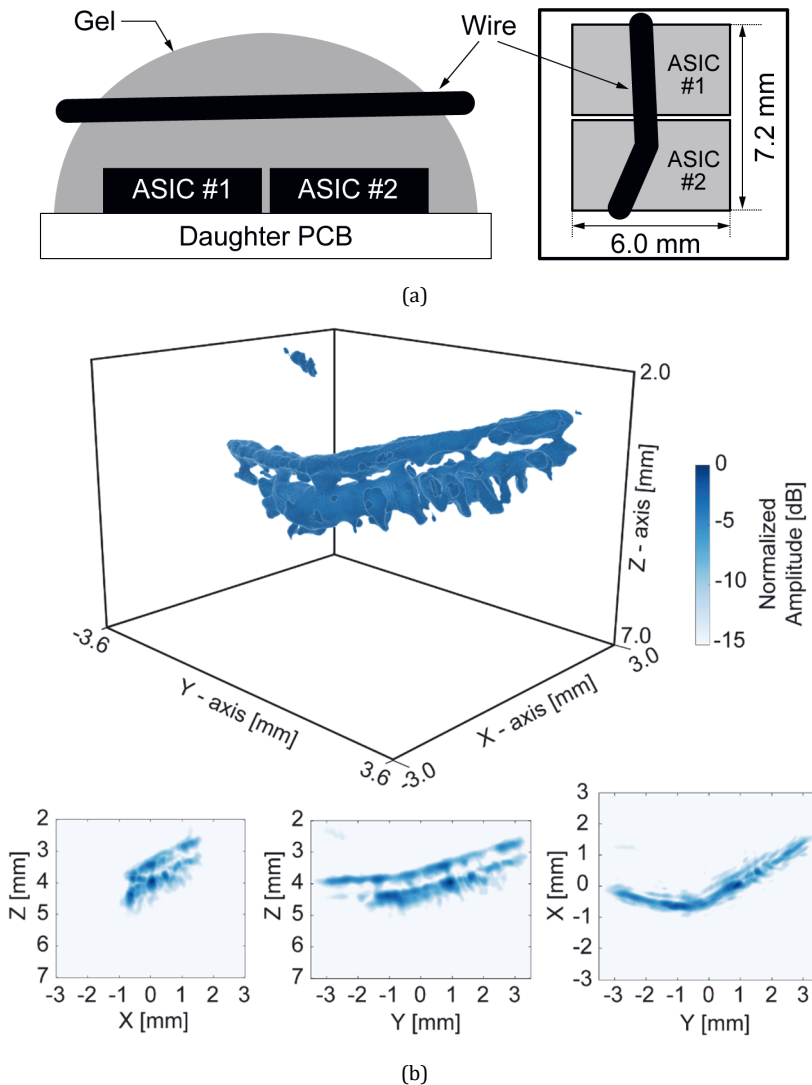 Gel
Wire
ASIC #1
ASIC #2
Daughter PCB
ASIC
#1
ASIC
#2
7.2 mm
6.0 mm
(a)
2.0
Z - axis [mm]
7.0
3.0
X - axis [mm]
-3.0
3.6
Y - axis [mm]
-3.6
0
-5
-10
-15
Normalized
Amplitude [dB]
2
3
4
5
6
7
Z [mm]
-3 -2 -1 0 1 2 3
X [mm]
2
3
4
5
6
7
Z [mm]
-3 -2 -1 0 1 2 3
Y [mm]
3
2
1
0
-1
-2
-3
X [mm]
-3 -2 -1 0 1 2 3
Y [mm]
(b)